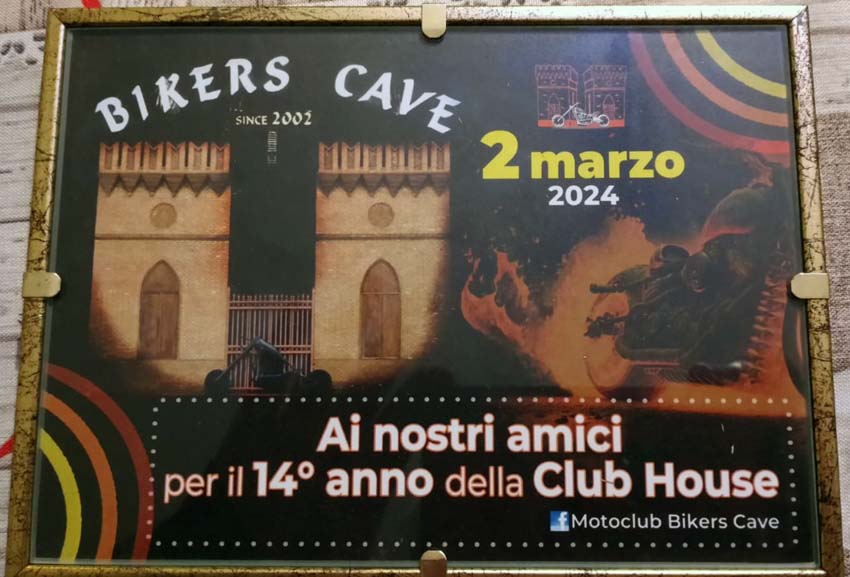 BIKERS CAVE
SINCE 2002
2 marzo
2024
Ai nostri amici
per il 14° anno della Club House
Motoclub Bikers Cave